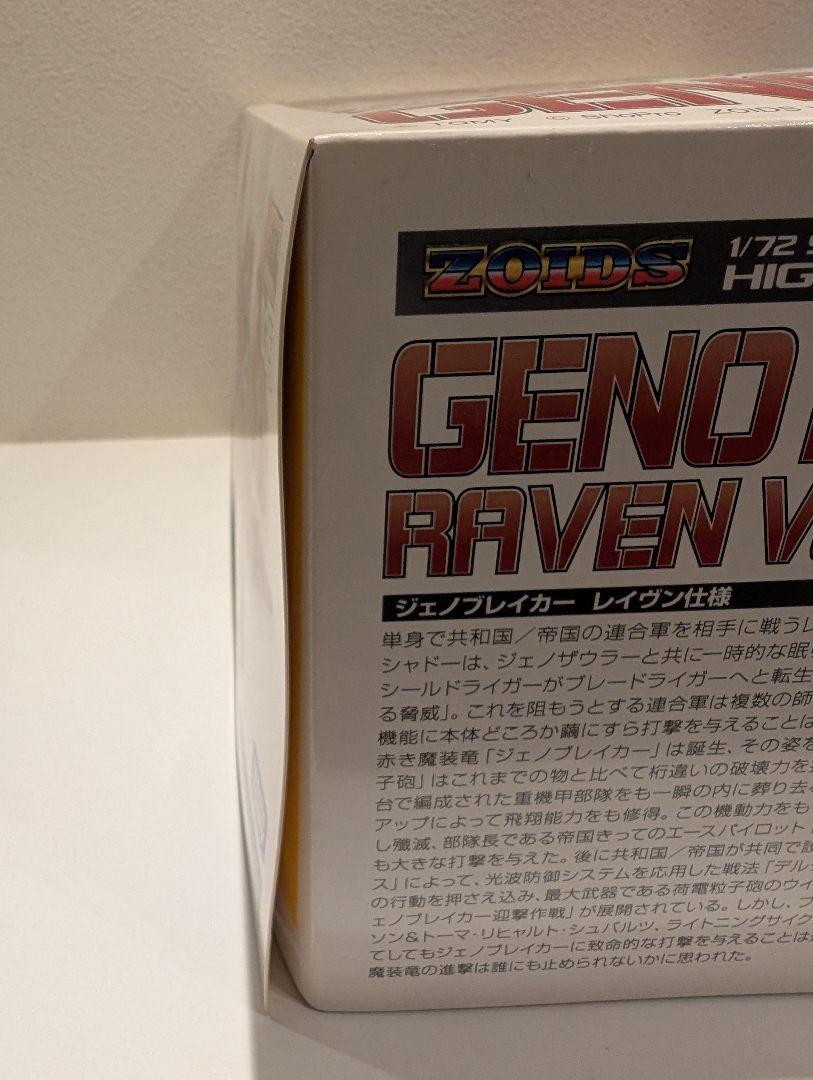 TOMY © ShoPro ZOIDS
ZOIDS 1/72
HIG
GENO
RAVEN V
ジェノブレイカー レイヴン仕様
単身で共和国／帝国の連合軍を相手に戦うレ
シャドーは、ジェノザウラーと共に一時的な眠
シールドライガーがブレードライガーへと転生
る脅威」。これを阻もうとする連合軍は複数の師
機能に本体どころか繭にすら打撃を与えることは
赤き魔装竜「ジェノブレイカー」は誕生、その姿を
子砲」はこれまでの物と比べて桁違いの破壊力を
台で編成された重機甲部隊をも一瞬の内に葬り去
アップによって飛翔能力をも修得。この機動力をも
し殲滅、部隊長である帝国きってのエースパイロット
も大きな打撃を与えた。後に共和国／帝国が共同で
ス」によって、光波防御システムを応用した戦法「デル
の行動を押さえ込み、最大武器である荷電粒子砲のウィ
ェノブレイカー迎撃作戦」が展開されている。しかし、
ソン&トーマ・リヒャルト・シュバルツ、ライトニングサイ
てしてもジェノブレイカーに致命的な打撃を与えることは
魔装竜の進撃は誰にも止められないかに思われた。